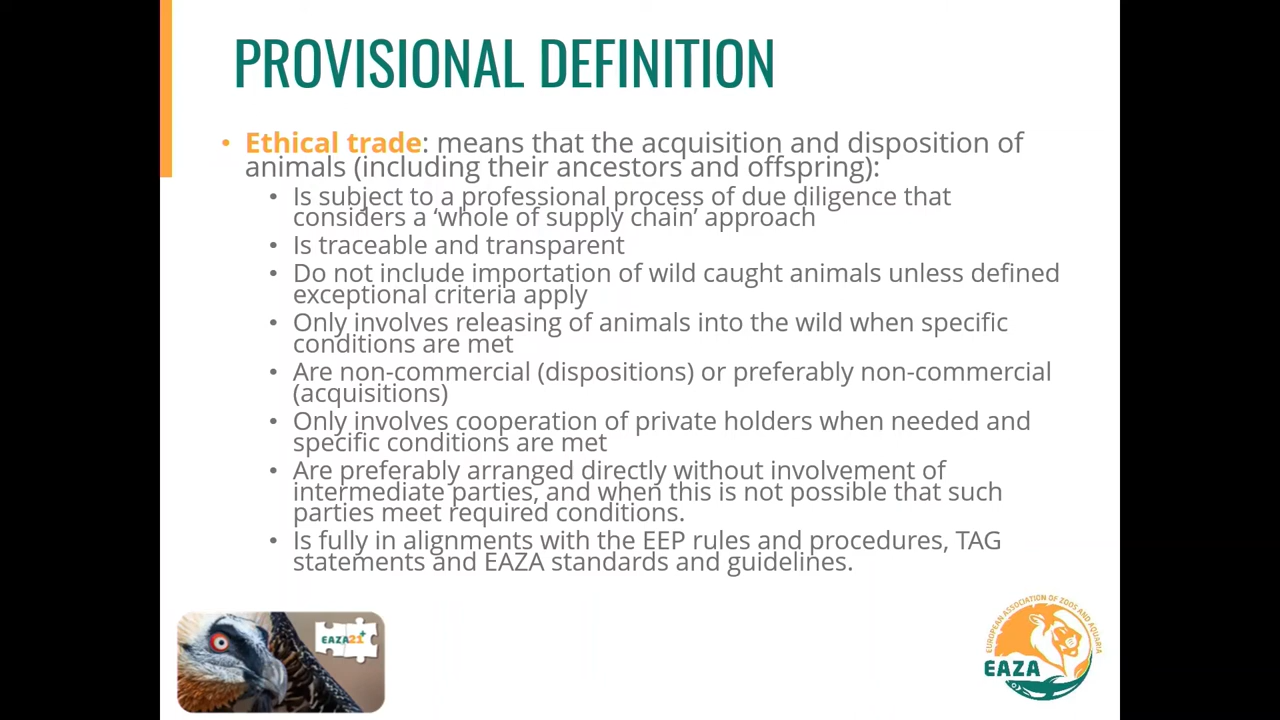 PROVISIONAL DEFINITION
• Ethical trade: means that the acquisition and disposition of
animals (including their ancestors and offspring):
• Is subject to a professional process of due diligence that
considers a ‘whole of supply chain’ approach
• Is traceable and transparent
• Do not include importation of wild caught animals unless defined
exceptional criteria apply
• Only involves releasing of animals into the wild when specific
conditions are met
• Are non-commercial (dispositions) or preferably non-commercial
(acquisitions)
• Only involves cooperation of private holders when needed and
specific conditions are met
• Are preferably arranged directly without involvement of
intermediate parties, and when this is not possible that such
parties meet required conditions.
• Is fully in alignments with the EEP rules and procedures, TAG
statements and EAZA standards and guidelines.
EAZA21+
EUROPEAN ASSOCIATION OF ZOOS AND AQUARIA
EAZA